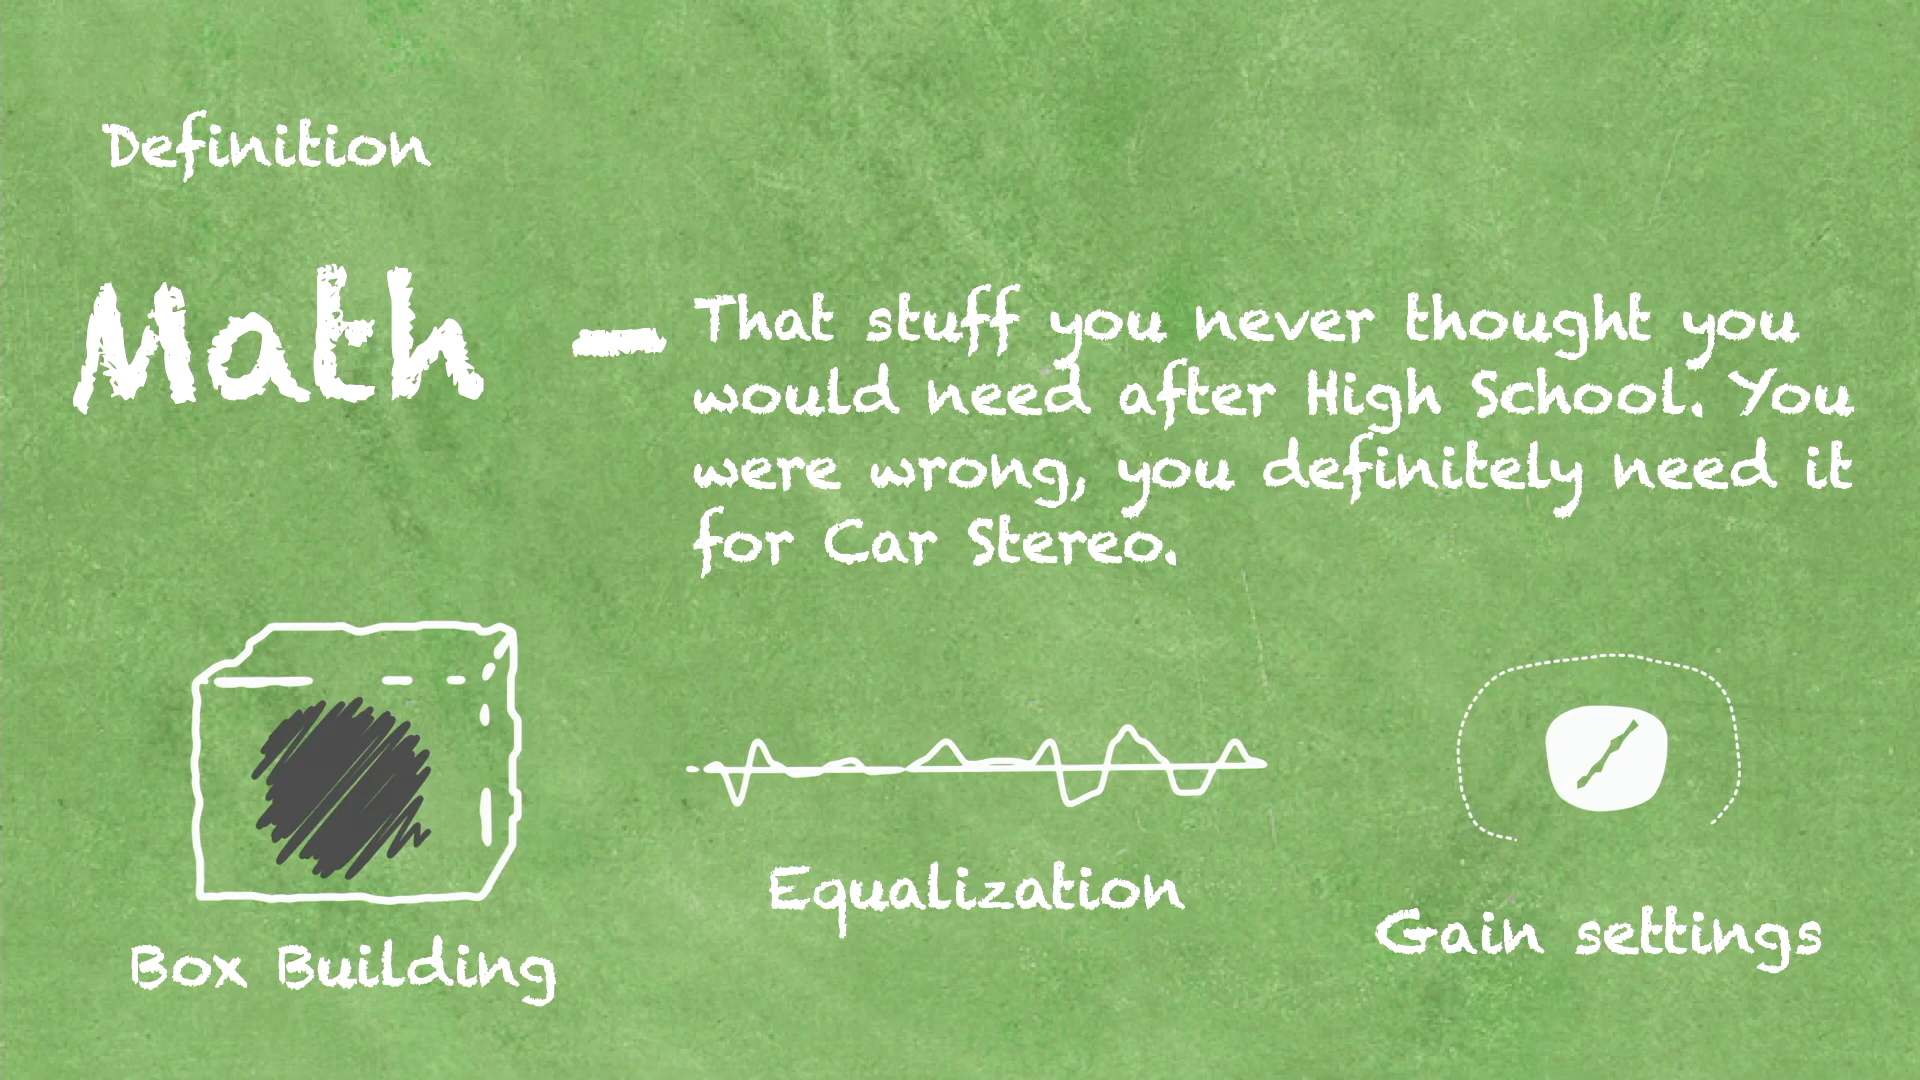 Definition
Math - That stuff you never thought you
would need after High School. You
were wrong, you definitely need it
for Car Stereo.
Box Building
Equalization
Gain settings